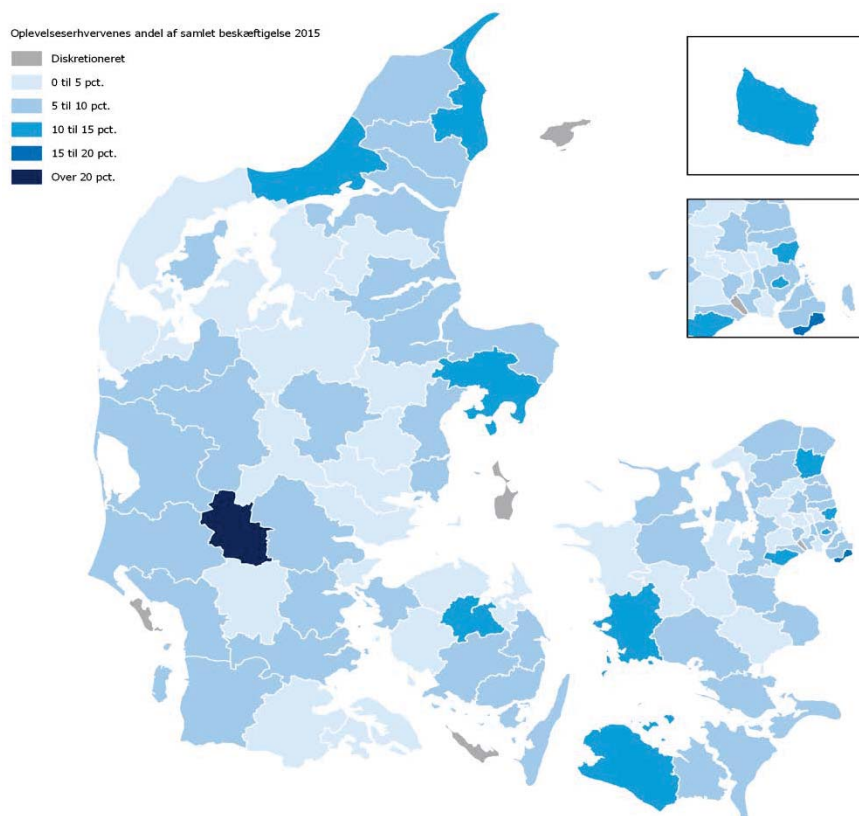 Oplevelseserhvervenes andel af samlet beskæftigelse 2015
Diskretioneret
0 til 5 pct.
5 til 10 pct.
10 til 15 pct.
15 til 20 pct.
Over 20 pct.